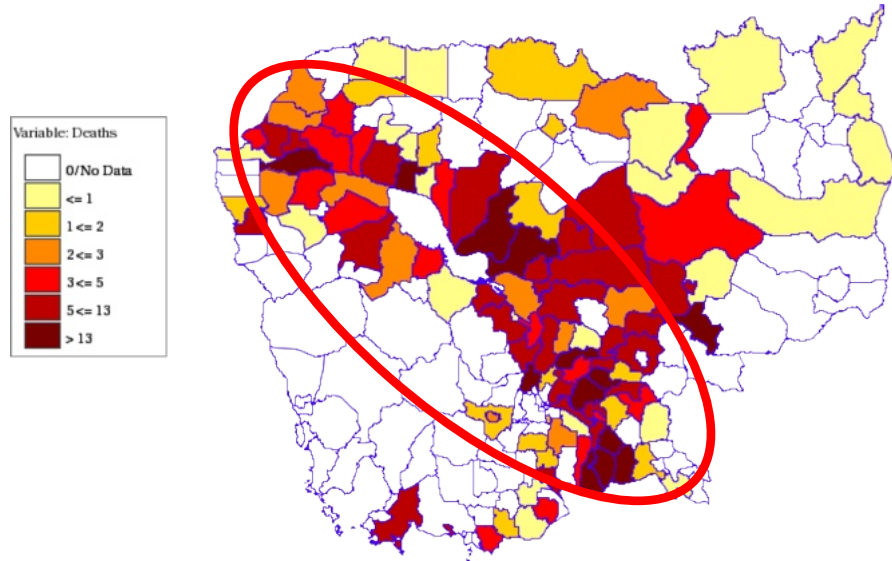 Variable: Deaths
0/No Data
<= 1
1 <= 2
2 <= 3
3 <= 5
5 <= 13
> 13